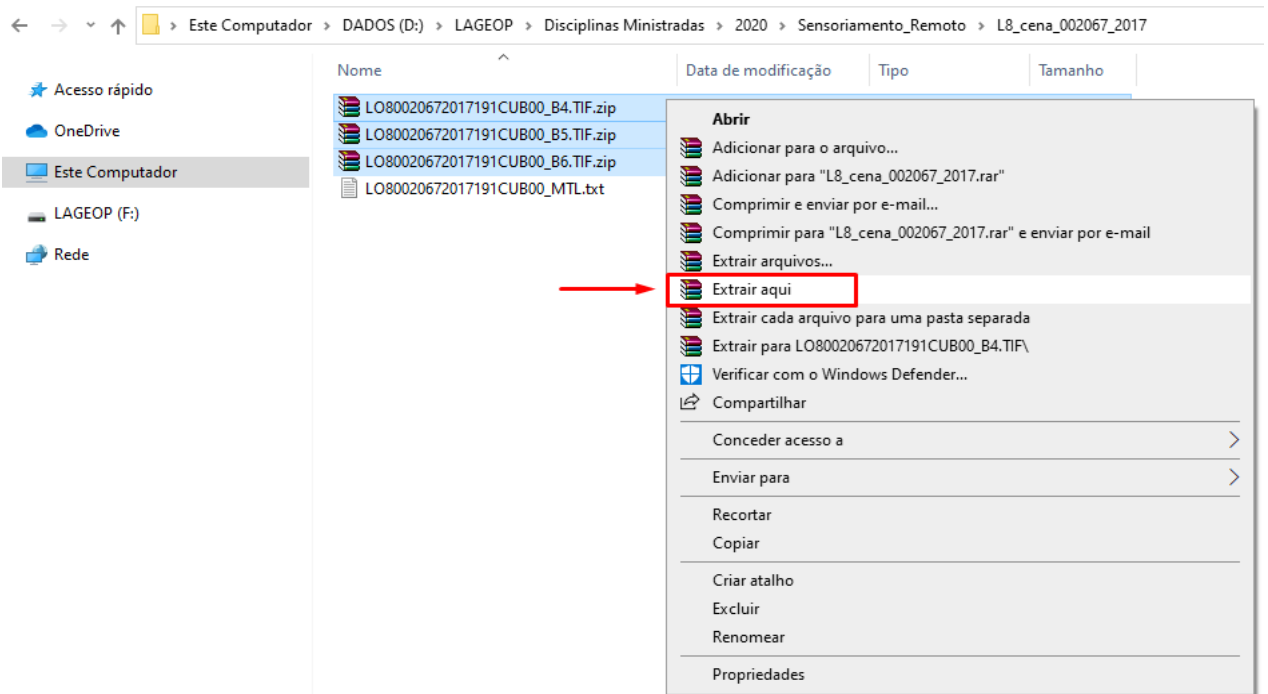 Este Computador > DADOS (D:) > LAGEOP > Disciplinas Ministradas > 2020 > Sensoriamento_Remoto > L8_cena_002067_2017
Acesso rápido
OneDrive
Este Computador
LAGEOP (F:)
Rede
Nome Data de modificação Tipo Tamanho
LO80020672017191CUB00_B4.TIF.zip
LO80020672017191CUB00_B5.TIF.zip
LO80020672017191CUB00_B6.TIF.zip
LO80020672017191CUB00_MTL.txt
Abrir
Adicionar para o arquivo...
Adicionar para "L8_cena_002067_2017.rar"
Comprimir e enviar por e-mail...
Comprimir para "L8_cena_002067_2017.rar" e enviar por e-mail
Extrair arquivos...
Extrair aqui
Extrair cada arquivo para uma pasta separada
Extrair para LO80020672017191CUB00_B4.TIF\
Verificar com o Windows Defender...
Compartilhar
Conceder acesso a
Enviar para
Recortar
Copiar
Criar atalho
Excluir
Renomear
Propriedades